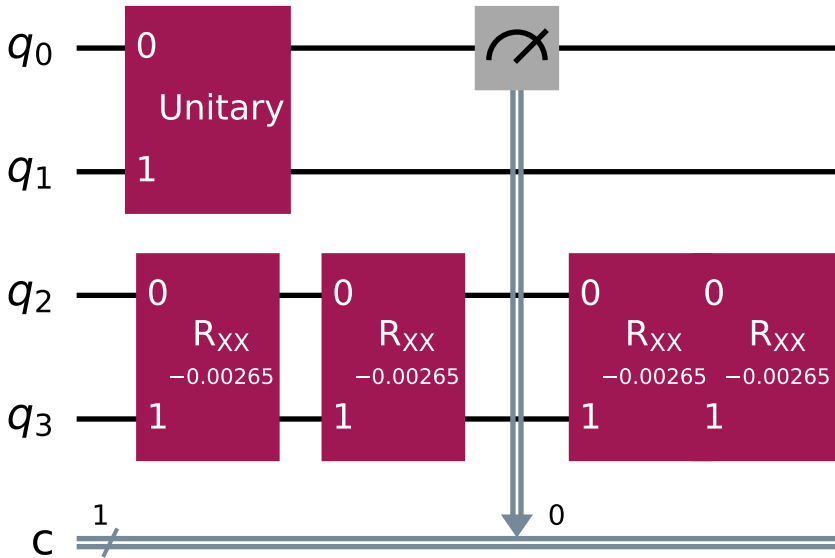 q0 0
Unitary
q1 1
q2 0 0 0 0
RXX RXX RXX RXX
−0.00265 −0.00265 −0.00265 −0.00265
q3 1 1 1 1
1 0
c